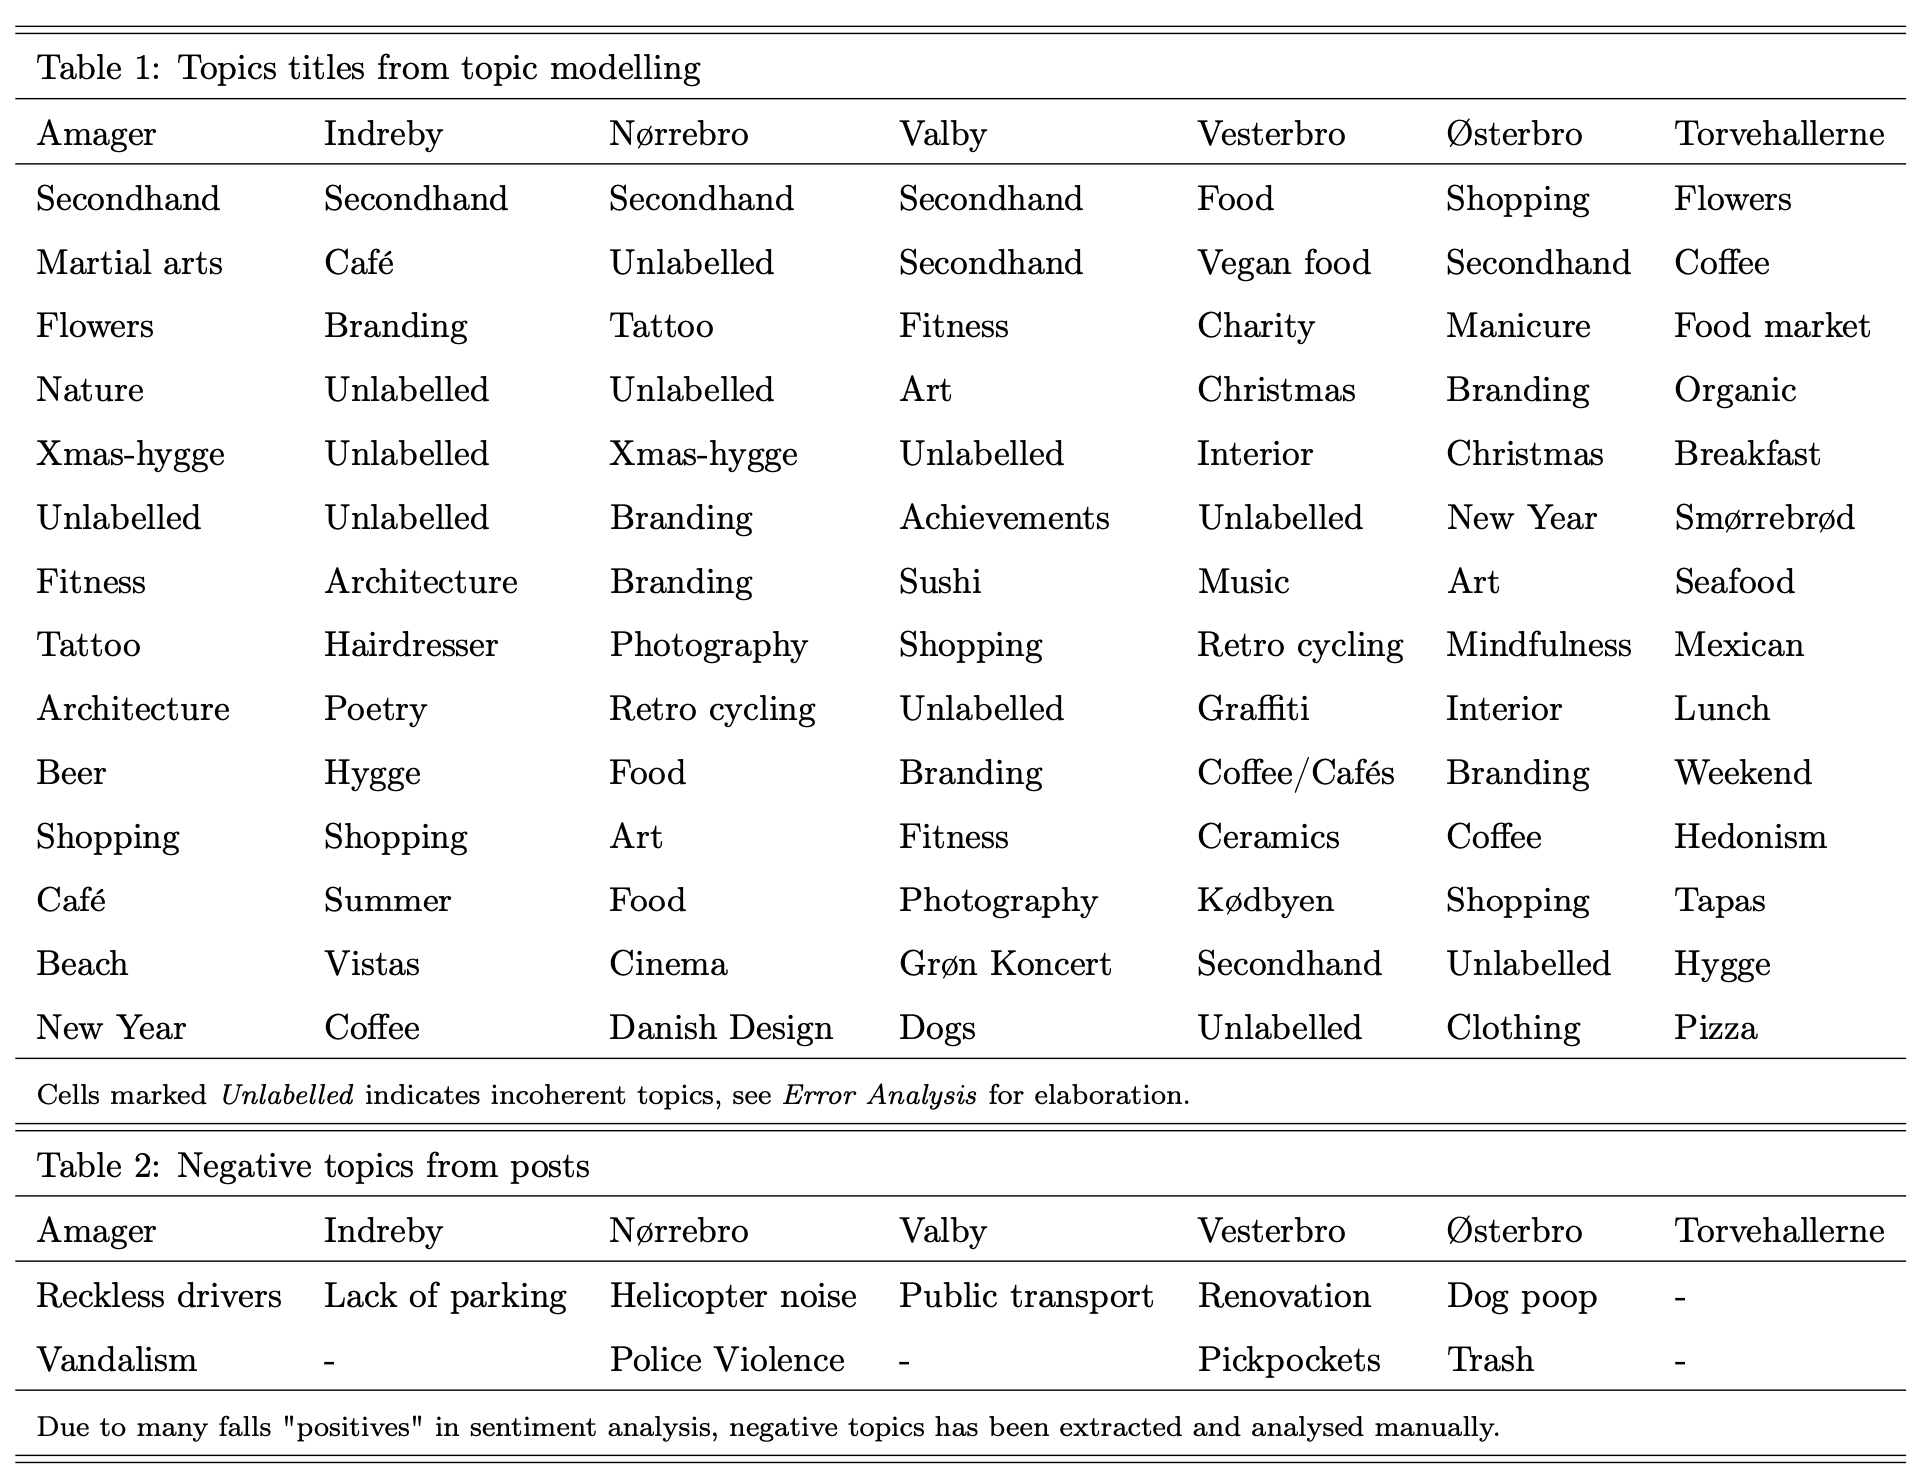 Table 1: Topics titles from topic modelling
Amager Indreby Nørrebro Valby Vesterbro Østerbro Torvehallerne
Secondhand Secondhand Secondhand Secondhand Food Shopping Flowers
Martial arts Café Unlabelled Secondhand Vegan food Secondhand Coffee
Flowers Branding Tattoo Fitness Charity Manicure Food market
Nature Unlabelled Unlabelled Art Christmas Branding Organic
Xmas-hygge Unlabelled Xmas-hygge Unlabelled Interior Christmas Breakfast
Unlabelled Unlabelled Branding Achievements Unlabelled New Year Smørrebrød
Fitness Architecture Branding Sushi Music Art Seafood
Tattoo Hairdresser Photography Shopping Retro cycling Mindfulness Mexican
Architecture Poetry Retro cycling Unlabelled Graffiti Interior Lunch
Beer Hygge Food Branding Coffee/Cafés Branding Weekend
Shopping Shopping Art Fitness Ceramics Coffee Hedonism
Café Summer Food Photography Kødbyen Shopping Tapas
Beach Vistas Cinema Grøn Koncert Secondhand Unlabelled Hygge
New Year Coffee Danish Design Dogs Unlabelled Clothing Pizza
Cells marked Unlabelled indicates incoherent topics, see Error Analysis for elaboration.
Table 2: Negative topics from posts
Amager Indreby Nørrebro Valby Vesterbro Østerbro Torvehallerne
Reckless drivers Lack of parking Helicopter noise Public transport Renovation Dog poop -
Vandalism - Police Violence - Pickpockets Trash -
Due to many falls "positives" in sentiment analysis, negative topics has been extracted and analysed manually.